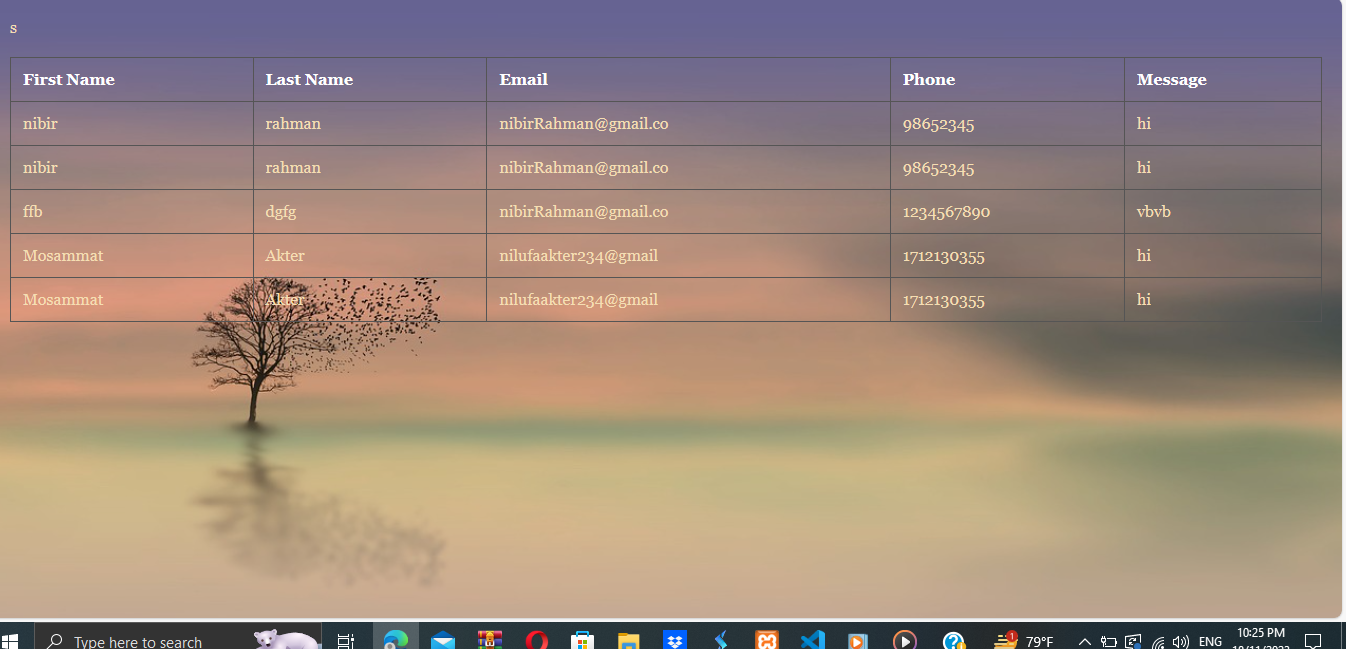 s
First Name Last Name Email Phone Message
nibir rahman nibirRahman@gmail.co 98652345 hi
nibir rahman nibirRahman@gmail.co 98652345 hi
ffb dgfg nibirRahman@gmail.co 1234567890 vbvb
Mosammat Akter nilufaakter234@gmail 1712130355 hi
Mosammat Akter nilufaakter234@gmail 1712130355 hi
Type here to search 1 79°F ENG 10:25 PM